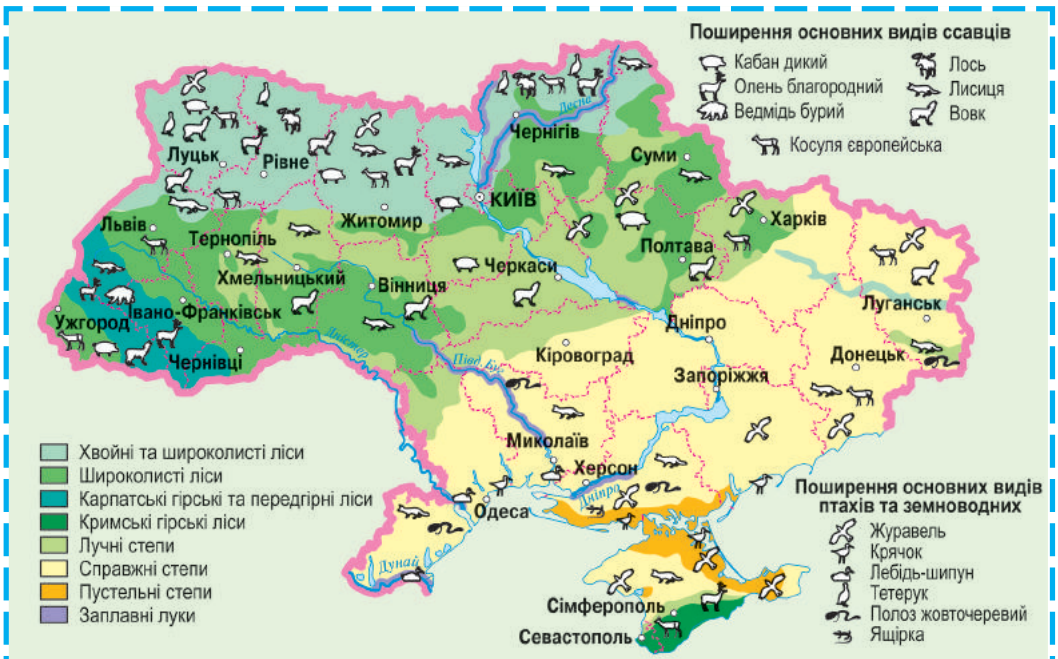 Поширення основних видів ссавців
Кабан дикий
Олень благородний
Ведмідь бурий
Лось
Лисиця
Вовк
Косуля європейська
Десна
Чернігів
Луцьк
Рівне
Суми
КИЇВ
Житомир
Львів
Тернопіль
Хмельницький
Вінниця
Черкаси
Полтава
Харків
Луганськ
Ужгород
Івано-Франківськ
Чернівці
Дністер
Півд. Буг
Кіровоград
Дніпро
Донецьк
Запоріжжя
Миколаїв
Херсон
Дніпро
Одеса
Дунай
Сімферополь
Севастополь
Хвойні та широколисті ліси
Широколисті ліси
Карпатські гірські та передгірні ліси
Кримські гірські ліси
Лучні степи
Справжні степи
Пустельні степи
Заплавні луки
Поширення основних видів
птахів та земноводних
Журавель
Крячок
Лебідь-шипун
Тетерук
Полоз жовточеревий
Ящірка